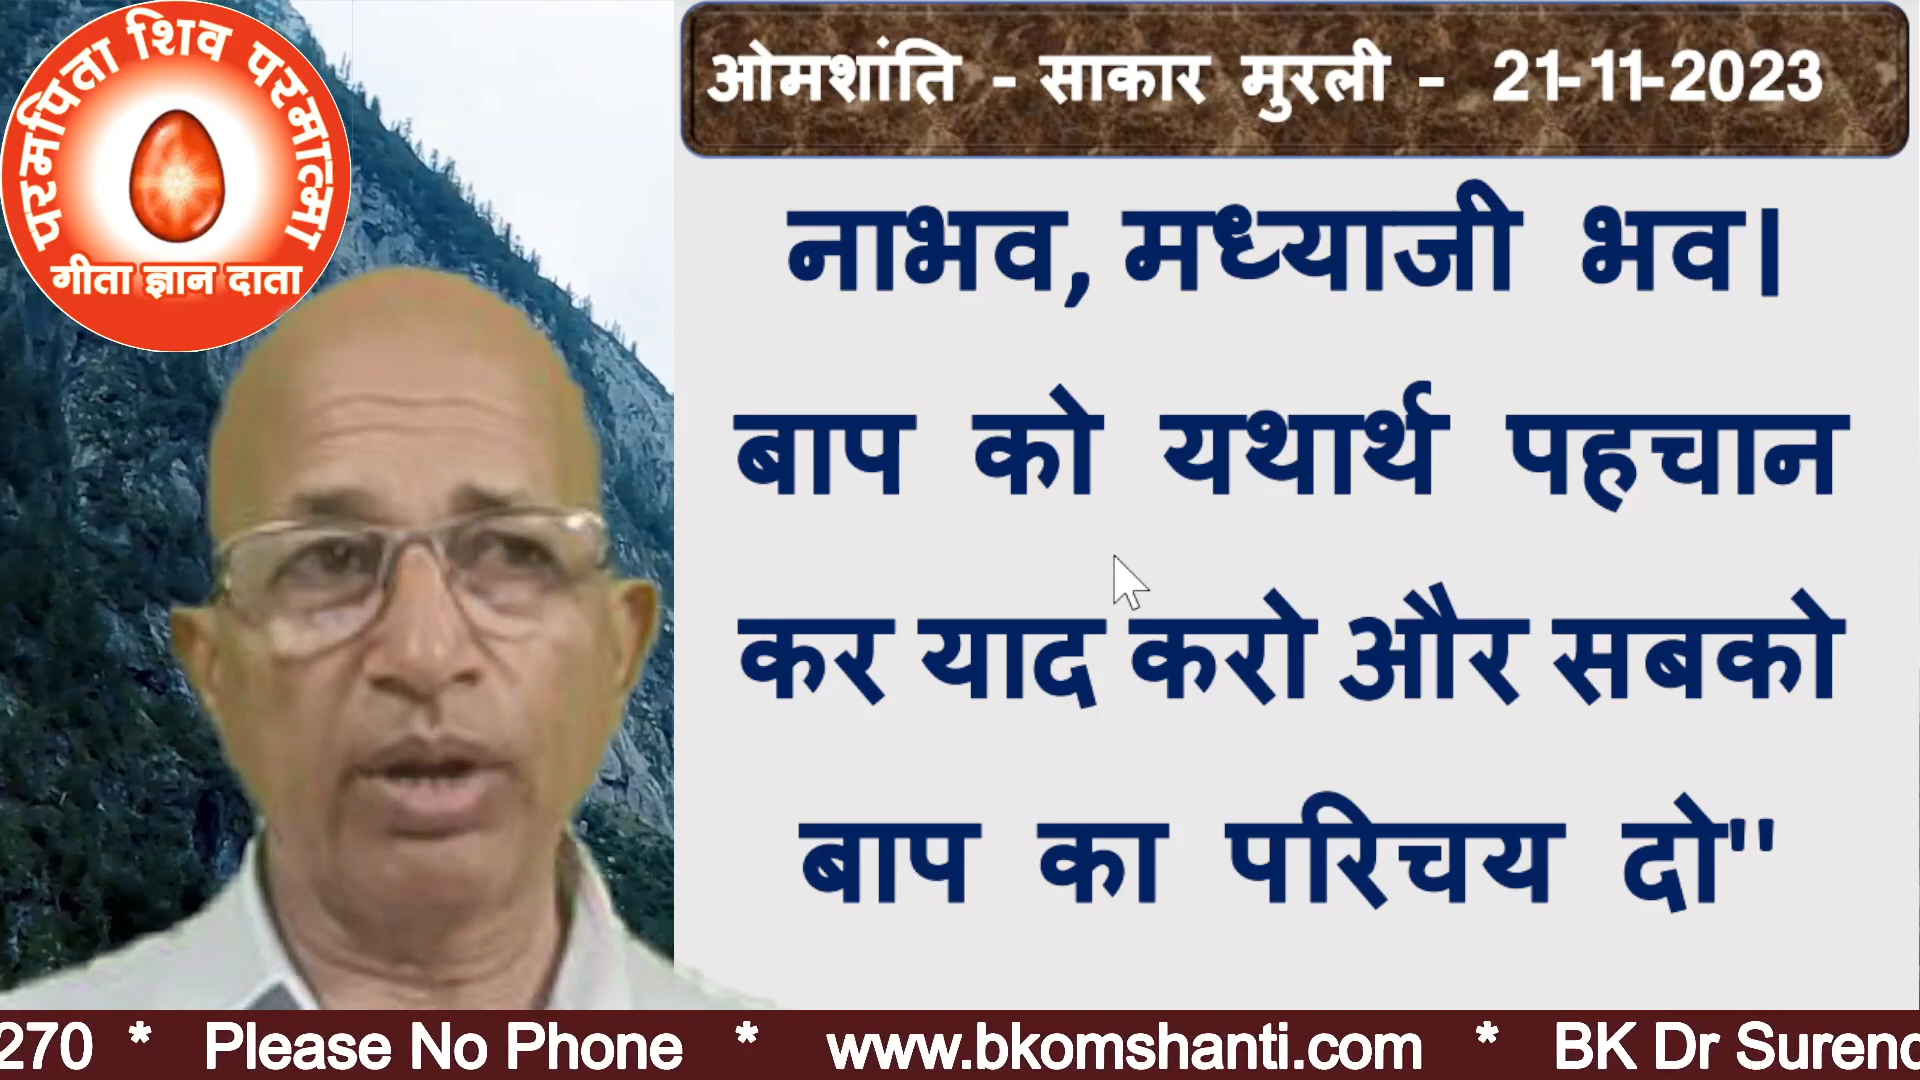 परमपिता शिव परमात्मा
गीता ज्ञान दाता
ओमशांति - साकार मुरली - 21-11-2023
नाभव, मध्याजी भव।
बाप को यथार्थ पहचान
कर याद करो और सबको
बाप का परिचय दो"
270 * Please No Phone * www.bkomshanti.com * BK Dr Surend